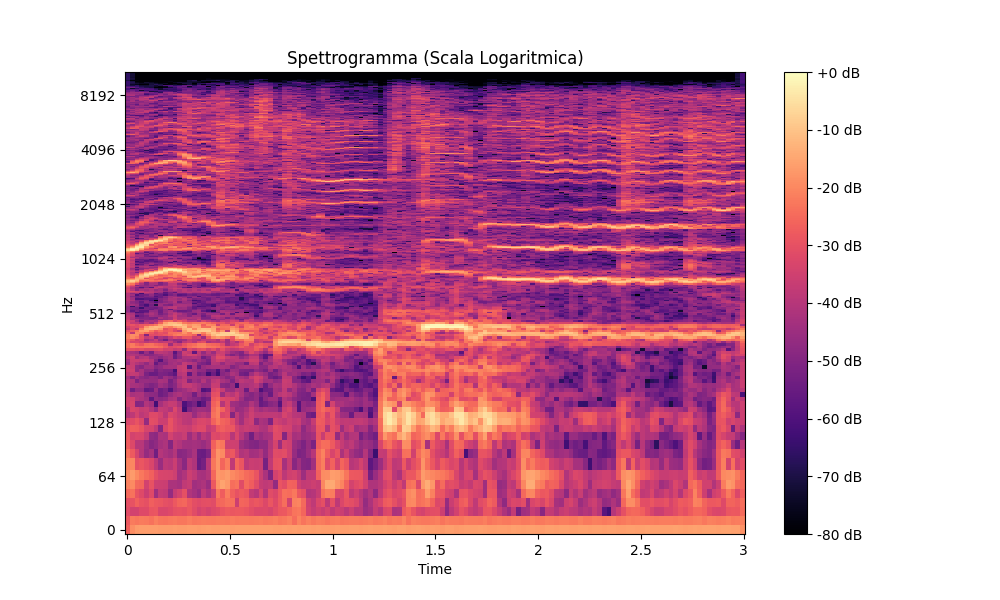 Spettrogramma (Scala Logaritmica)
Hz
8192
4096
2048
1024
512
256
128
64
0
0 0.5 1 1.5 2 2.5 3
Time
+0 dB
-10 dB
-20 dB
-30 dB
-40 dB
-50 dB
-60 dB
-70 dB
-80 dB